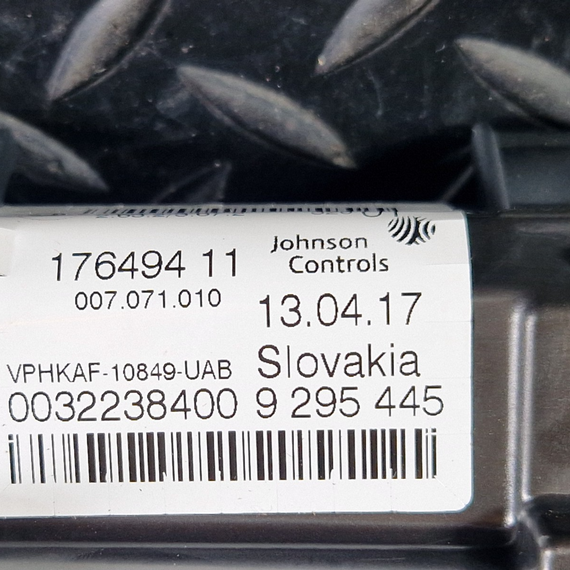 176494 11
Johnson
Controls
007.071.010
13.04.17
VPHKAF-10849-UAB
Slovakia
0032238400 9 295 445